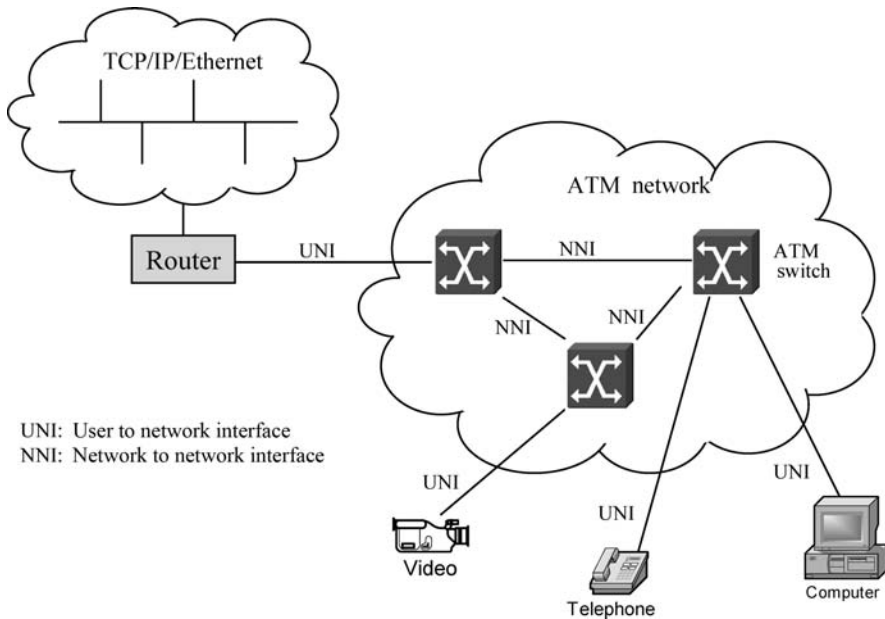 TCP/IP/Ethernet
ATM network
Router
UNI
NNI
ATM
switch
NNI
NNI
UNI: User to network interface
NNI: Network to network interface
UNI
UNI
UNI
Video
Telephone
Computer